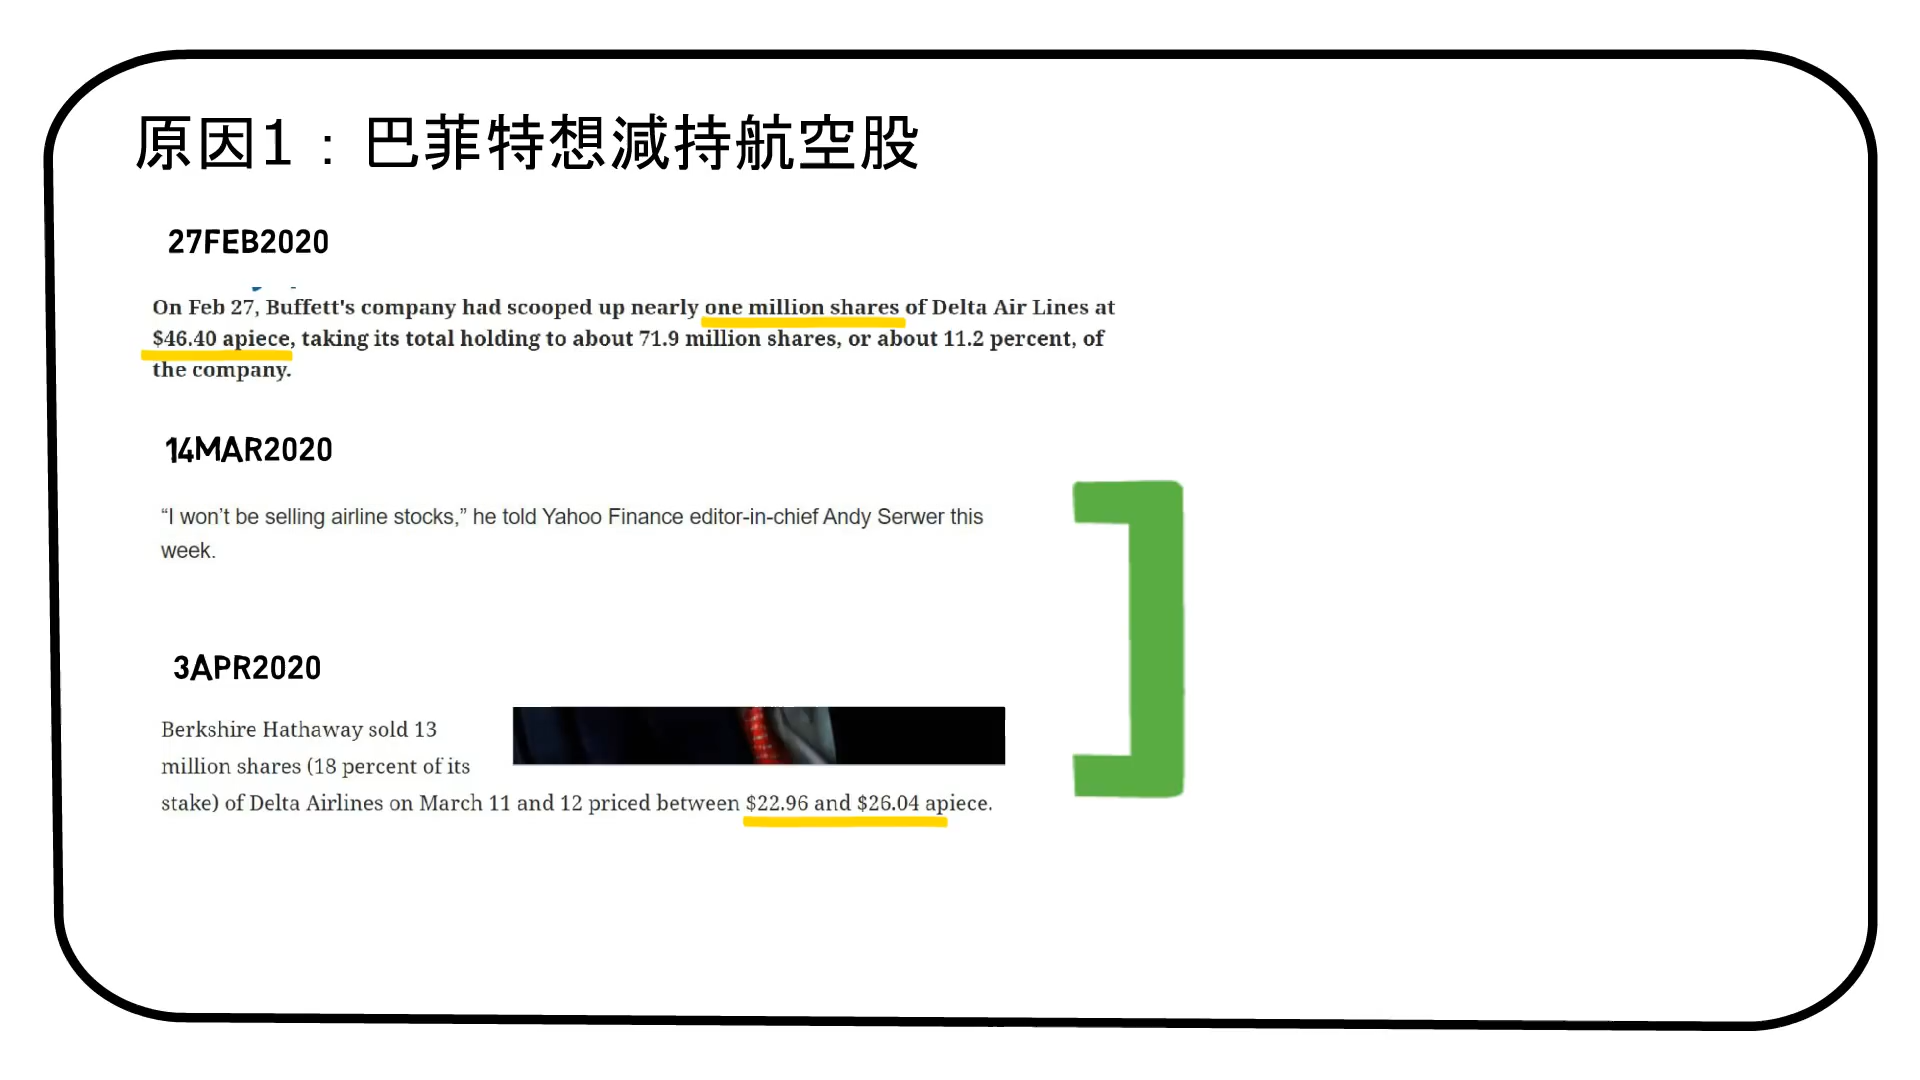 原因1：巴菲特想減持航空股
27FEB2020
On Feb 27, Buffett's company had scooped up nearly one million shares of Delta Air Lines at
$46.40 apiece, taking its total holding to about 71.9 million shares, or about 11.2 percent, of
the company.
14MAR2020
“I won’t be selling airline stocks,” he told Yahoo Finance editor-in-chief Andy Serwer this
week.
3APR2020
Berkshire Hathaway sold 13
million shares (18 percent of its
stake) of Delta Airlines on March 11 and 12 priced between $22.96 and $26.04 apiece.